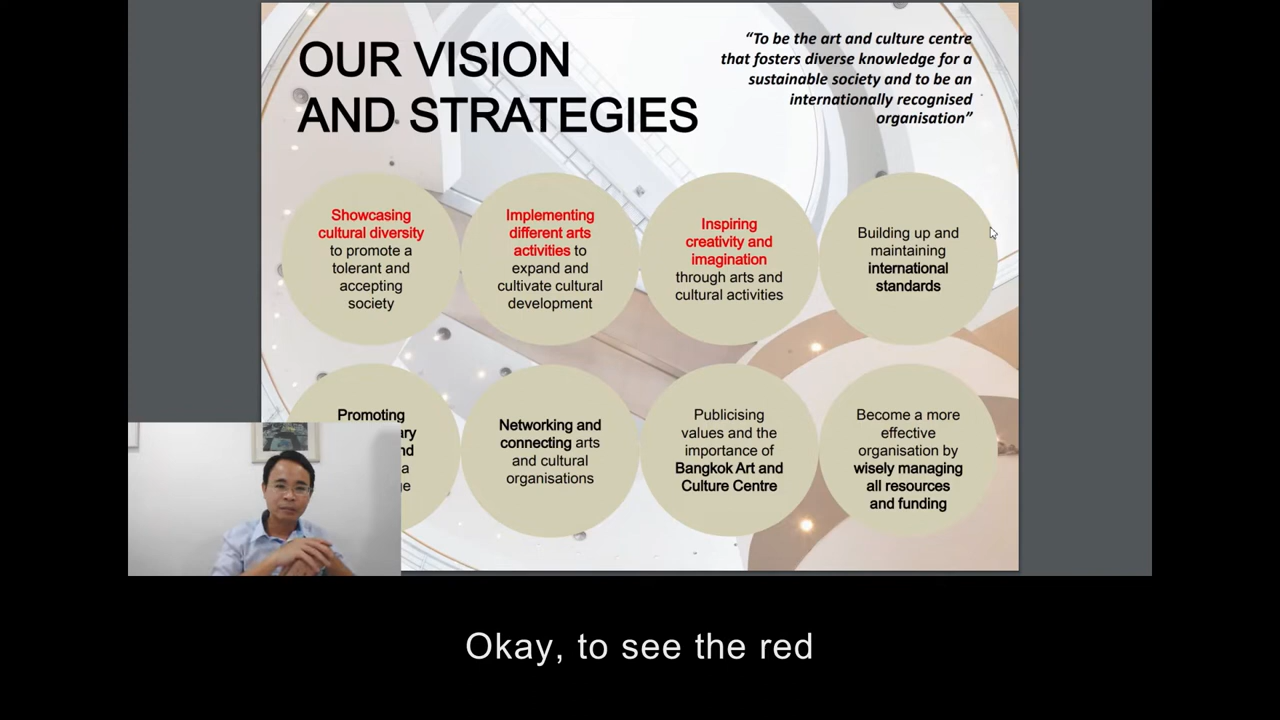 OUR VISION
AND STRATEGIES
“To be the art and culture centre
that fosters diverse knowledge for a
sustainable society and to be an
internationally recognised
organisation”
Showcasing
cultural diversity
to promote a
tolerant and
accepting
society
Implementing
different arts
activities to
expand and
cultivate cultural
development
Inspiring
creativity and
imagination
through arts and
cultural activities
Building up and
maintaining
international
standards
Promoting
Networking and
connecting arts
and cultural
organisations
Publicising
values and the
importance of
Bangkok Art and
Culture Centre
Become a more
effective
organisation by
wisely managing
all resources
and funding
Okay, to see the red